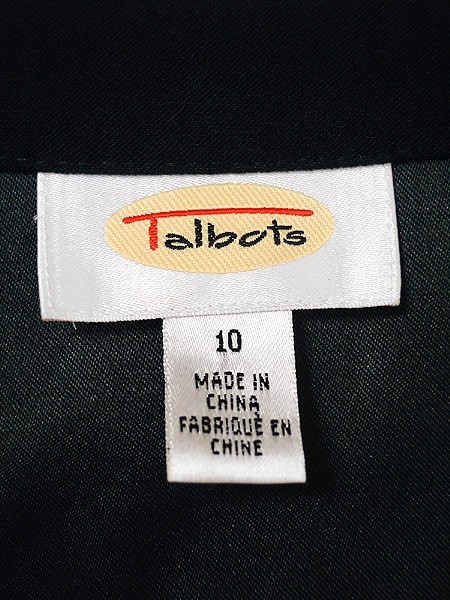 Talbots
10
MADE IN
CHINA
FABRIQUÉ EN
CHINE